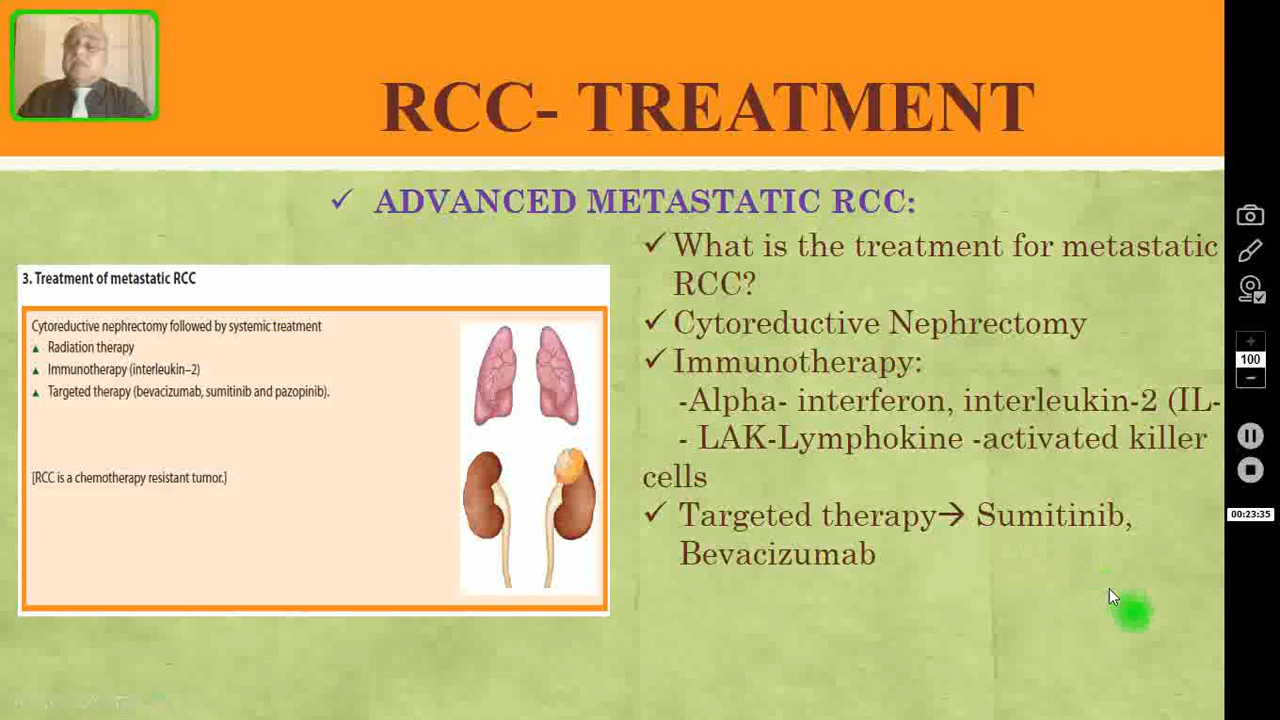 RCC- TREATMENT
✓ ADVANCED METASTATIC RCC:
3. Treatment of metastatic RCC
Cytoreductive nephrectomy followed by systemic treatment
▲ Radiation therapy
▲ Immunotherapy (interleukin–2)
▲ Targeted therapy (bevacizumab, sumitinib and pazopinib).
[RCC is a chemotherapy resistant tumor.]
✓ What is the treatment for metastatic
RCC?
✓ Cytoreductive Nephrectomy
✓ Immunotherapy:
-Alpha- interferon, interleukin-2 (IL-
- LAK-Lymphokine -activated killer
cells
✓ Targeted therapy→ Sumitinib,
Bevacizumab
100
00:23:35